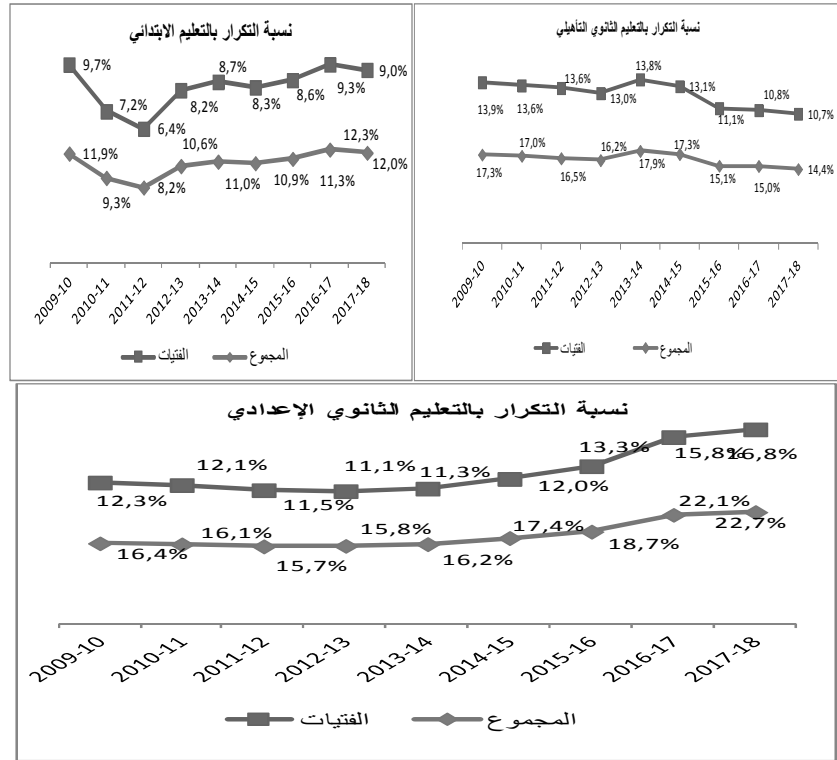 نسبة التكرار بالتعليم الابتدائي
9,7% 7,2% 6,4% 8,2% 8,7% 8,3% 8,6% 9,3% 9,0%
11,9% 9,3% 8,2% 10,6% 11,0% 10,9% 11,3% 12,3% 12,0%
2009-10 2010-11 2011-12 2012-13 2013-14 2014-15 2015-16 2016-17 2017-18
الفتيات المجموع
نسبة التكرار بالتعليم الثانوي التأهيلي
13,9% 13,6% 13,6% 13,0% 13,8% 13,1% 11,1% 10,8% 10,7%
17,3% 17,0% 16,5% 16,2% 17,9% 17,3% 15,1% 15,0% 14,4%
2009-10 2010-11 2011-12 2012-13 2013-14 2014-15 2015-16 2016-17 2017-18
الفتيات المجموع
نسبة التكرار بالتعليم الثانوي الإعدادي
12,3% 12,1% 11,5% 11,1% 11,3% 12,0% 13,3% 15,8% 16,8%
16,4% 16,1% 15,7% 15,8% 16,2% 17,4% 18,7% 22,1% 22,7%
2009-10 2010-11 2011-12 2012-13 2013-14 2014-15 2015-16 2016-17 2017-18
الفتيات المجموع